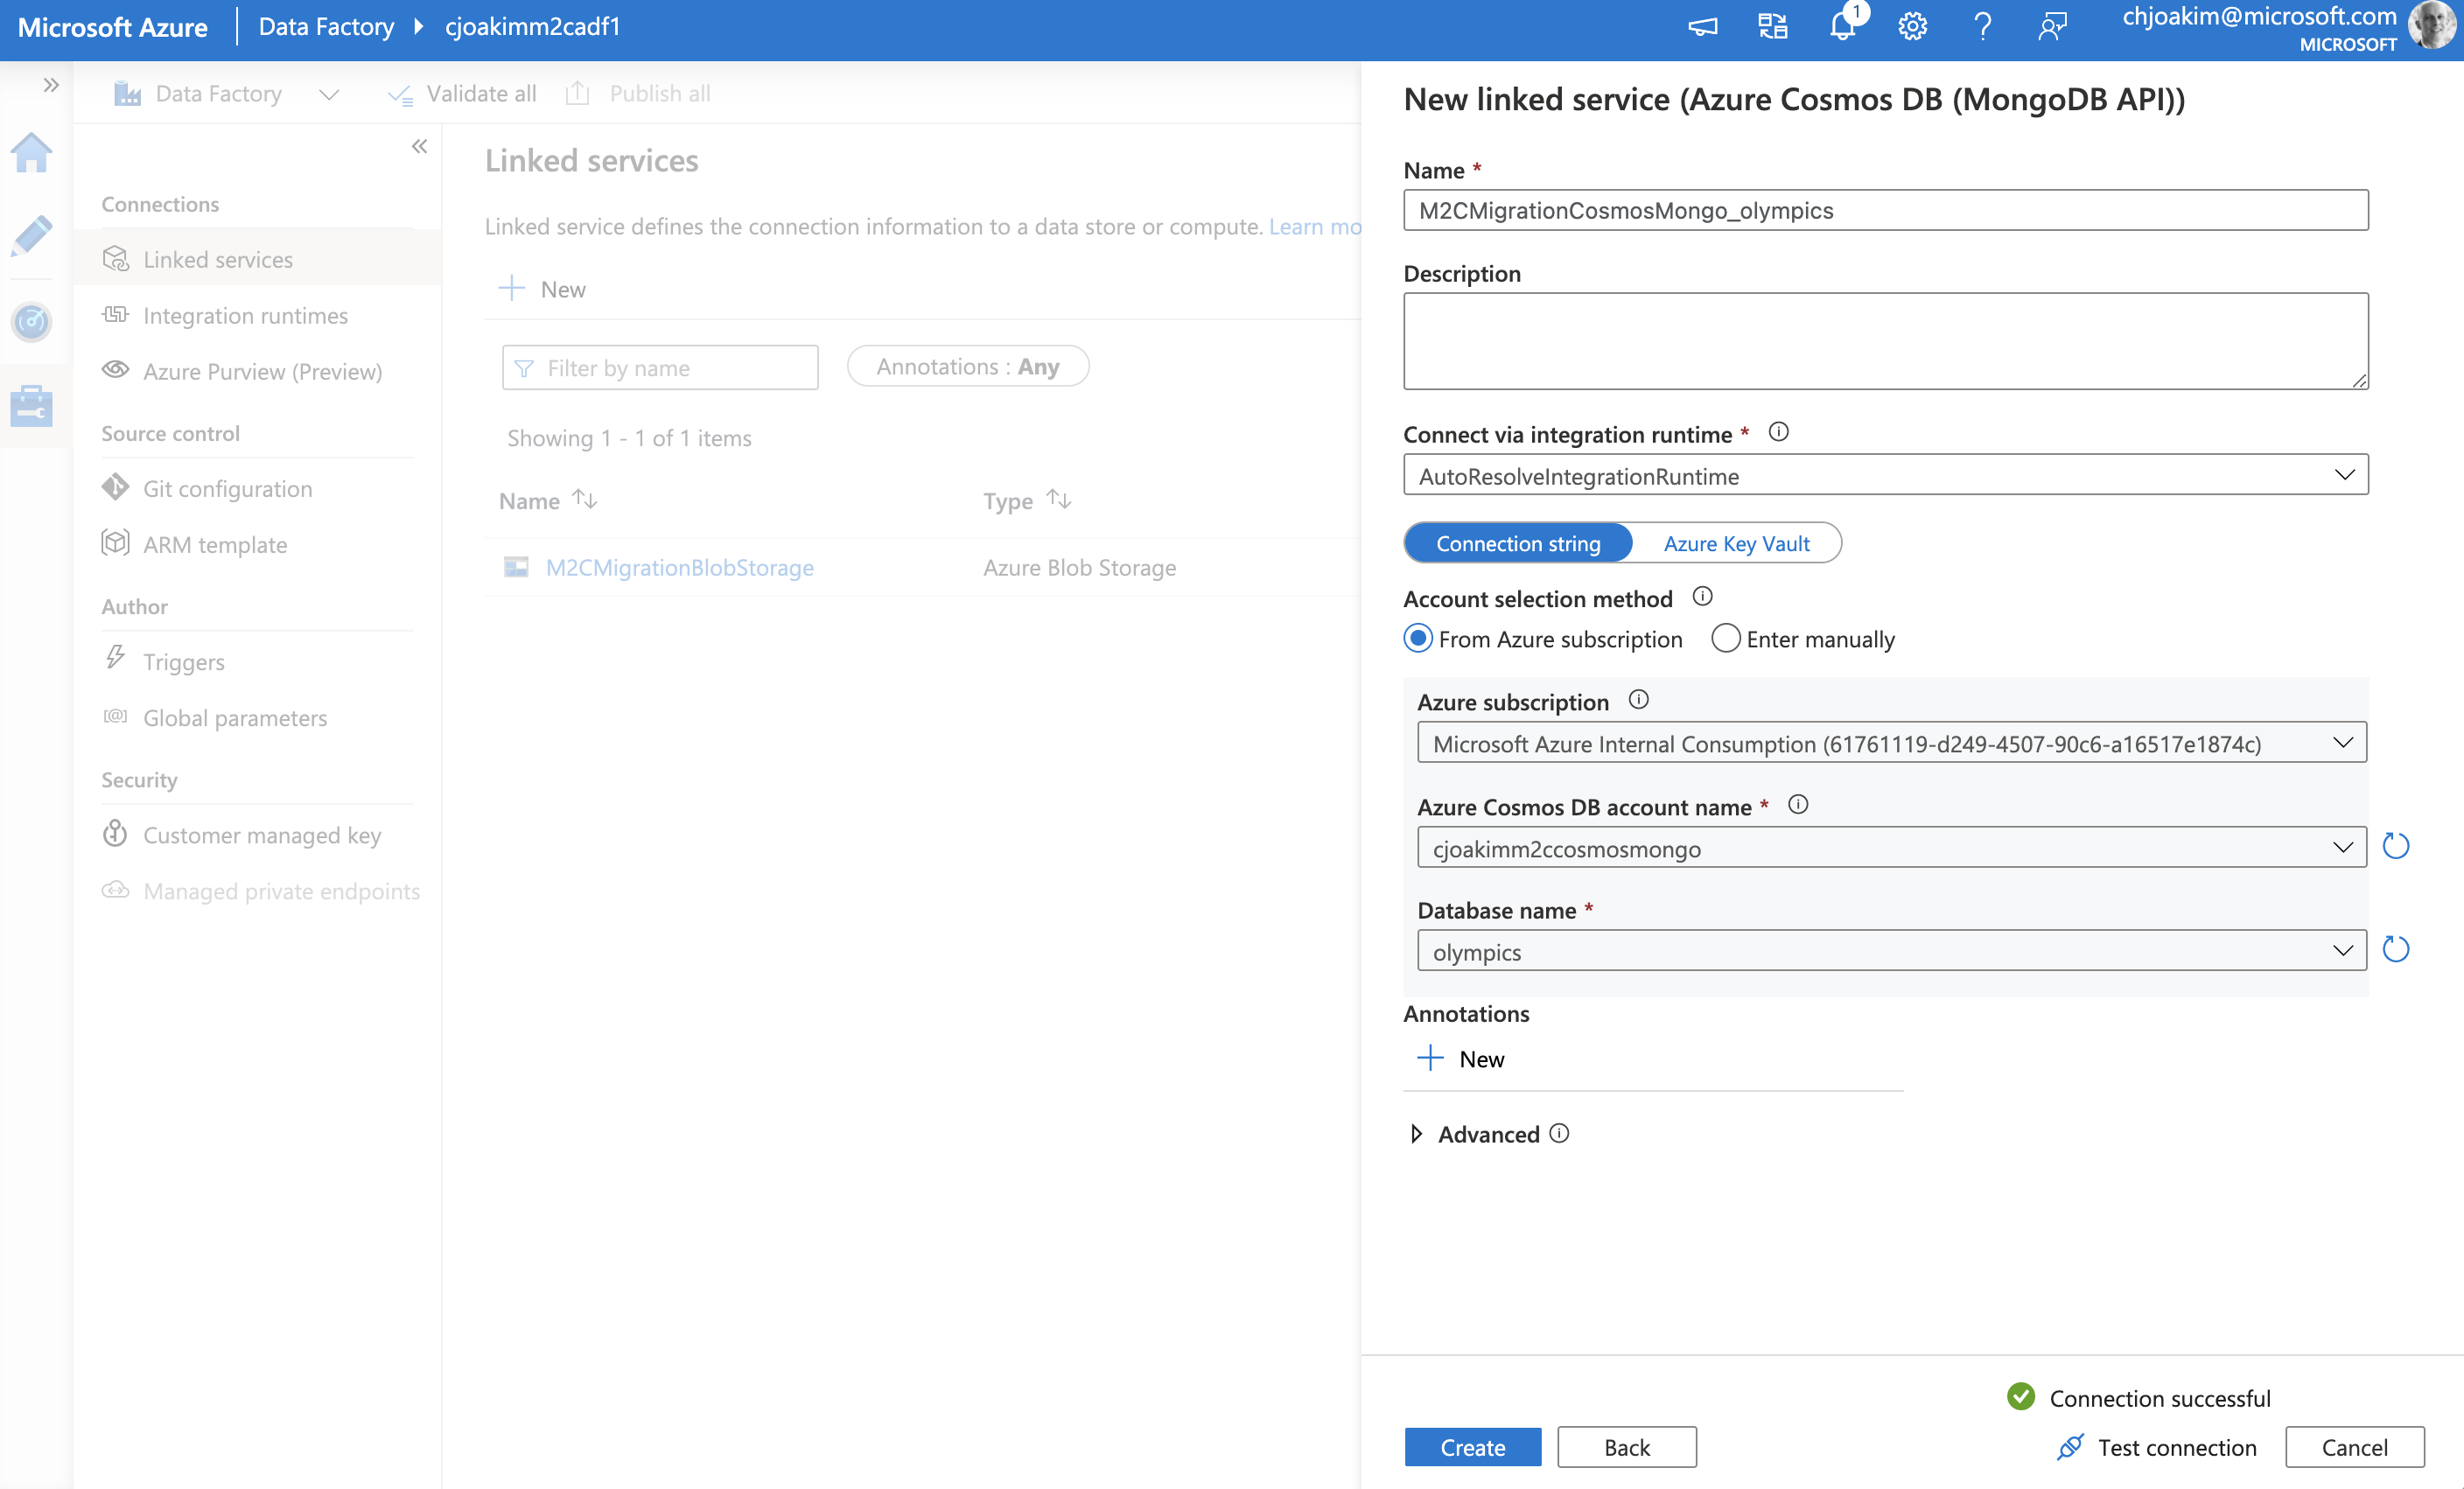 Microsoft Azure
Data Factory
cjoakimm2cadf1
1
chjoakim@microsoft.com
MICROSOFT
Data Factory
Validate all
Publish all
Connections
Linked services
Integration runtimes
Azure Purview (Preview)
Source control
Git configuration
ARM template
Author
Triggers
Global parameters
Security
Customer managed key
Managed private endpoints
Linked services
Linked service defines the connection information to a data store or compute. Learn mo
New
Filter by name
Annotations : Any
Showing 1 - 1 of 1 items
Name
Type
M2CMigrationBlobStorage
Azure Blob Storage
New linked service (Azure Cosmos DB (MongoDB API))
Name *
M2CMigrationCosmosMongo_olympics
Description
Connect via integration runtime *
AutoResolveIntegrationRuntime
Connection string
Azure Key Vault
Account selection method
From Azure subscription
Enter manually
Azure subscription
Microsoft Azure Internal Consumption (61761119-d249-4507-90c6-a16517e1874c)
Azure Cosmos DB account name *
cjoakimm2ccosmosmongo
Database name *
olympics
Annotations
New
Advanced
Connection successful
Create
Back
Test connection
Cancel